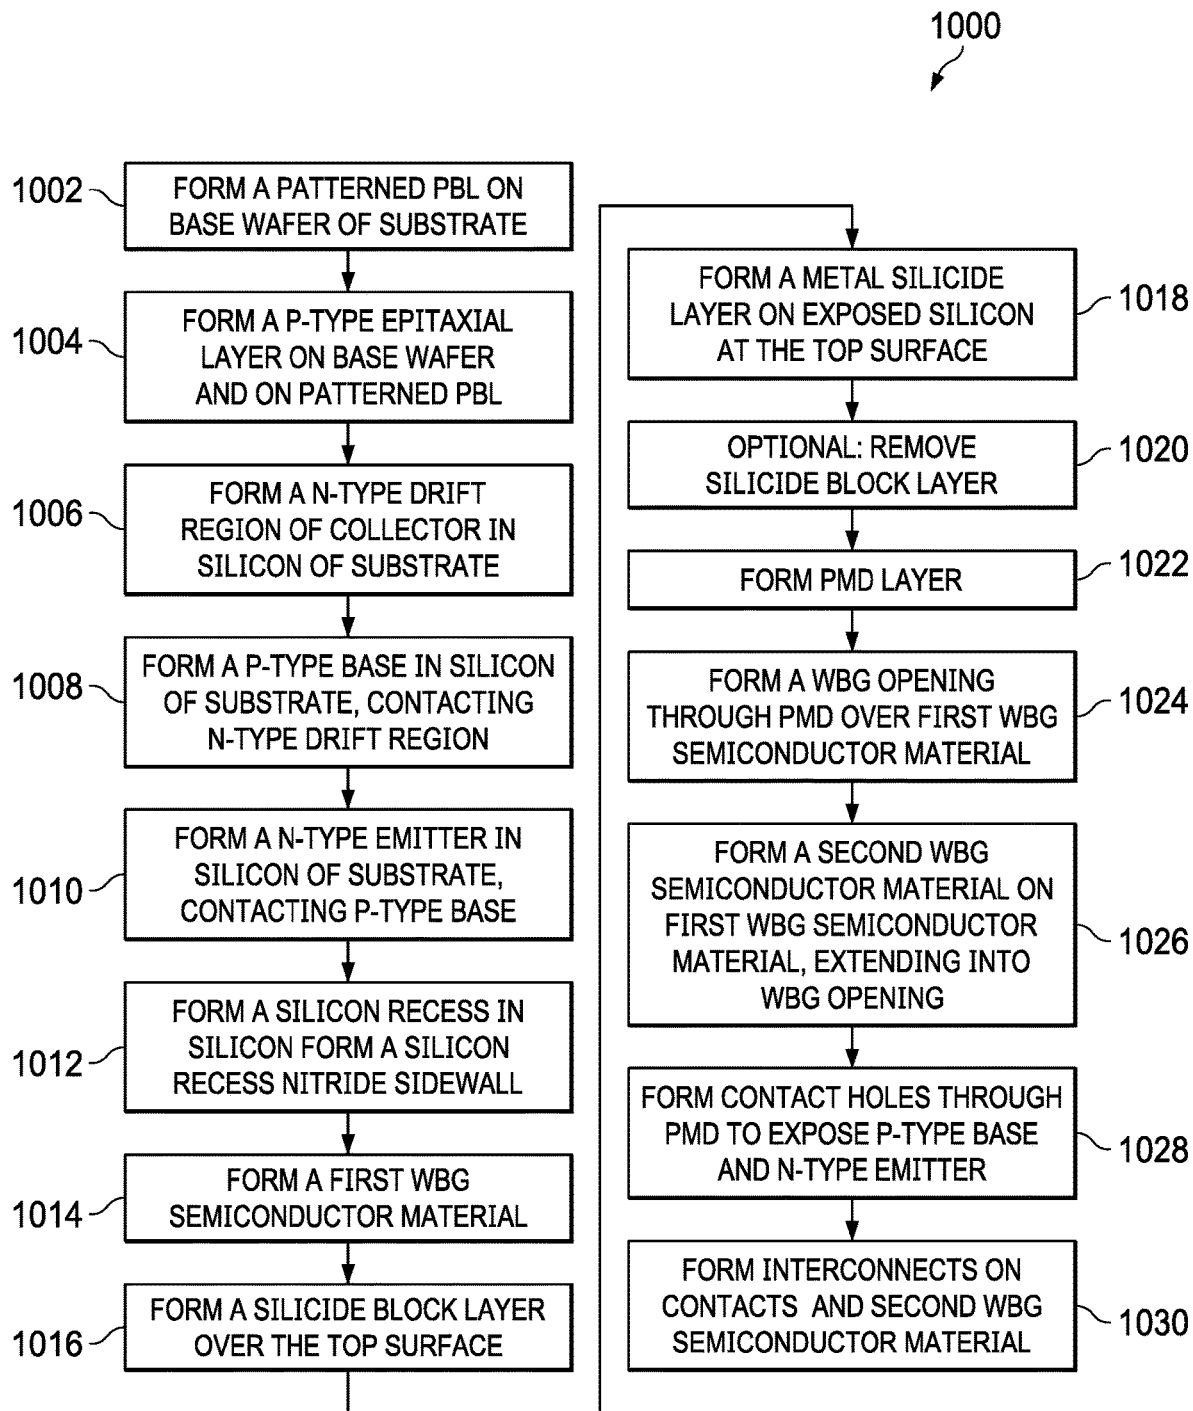 1000
1002
FORM A PATTERNED PBL ON
BASE WAFER OF SUBSTRATE
1004
FORM A P-TYPE EPITAXIAL
LAYER ON BASE WAFER
AND ON PATTERNED PBL
1006
FORM A N-TYPE DRIFT
REGION OF COLLECTOR IN
SILICON OF SUBSTRATE
1008
FORM A P-TYPE BASE IN SILICON
OF SUBSTRATE, CONTACTING
N-TYPE DRIFT REGION
1010
FORM A N-TYPE EMITTER IN
SILICON OF SUBSTRATE,
CONTACTING P-TYPE BASE
1012
FORM A SILICON RECESS IN
SILICON FORM A SILICON
RECESS NITRIDE SIDEWALL
1014
FORM A FIRST WBG
SEMICONDUCTOR MATERIAL
1016
FORM A SILICIDE BLOCK LAYER
OVER THE TOP SURFACE
FORM A METAL SILICIDE
LAYER ON EXPOSED SILICON
AT THE TOP SURFACE
1018
OPTIONAL: REMOVE
SILICIDE BLOCK LAYER
1020
FORM PMD LAYER
1022
FORM A WBG OPENING
THROUGH PMD OVER FIRST WBG
SEMICONDUCTOR MATERIAL
1024
FORM A SECOND WBG
SEMICONDUCTOR MATERIAL ON
FIRST WBG SEMICONDUCTOR
MATERIAL, EXTENDING INTO
WBG OPENING
1026
FORM CONTACT HOLES THROUGH
PMD TO EXPOSE P-TYPE BASE
AND N-TYPE EMITTER
1028
FORM INTERCONNECTS ON
CONTACTS AND SECOND WBG
SEMICONDUCTOR MATERIAL
1030